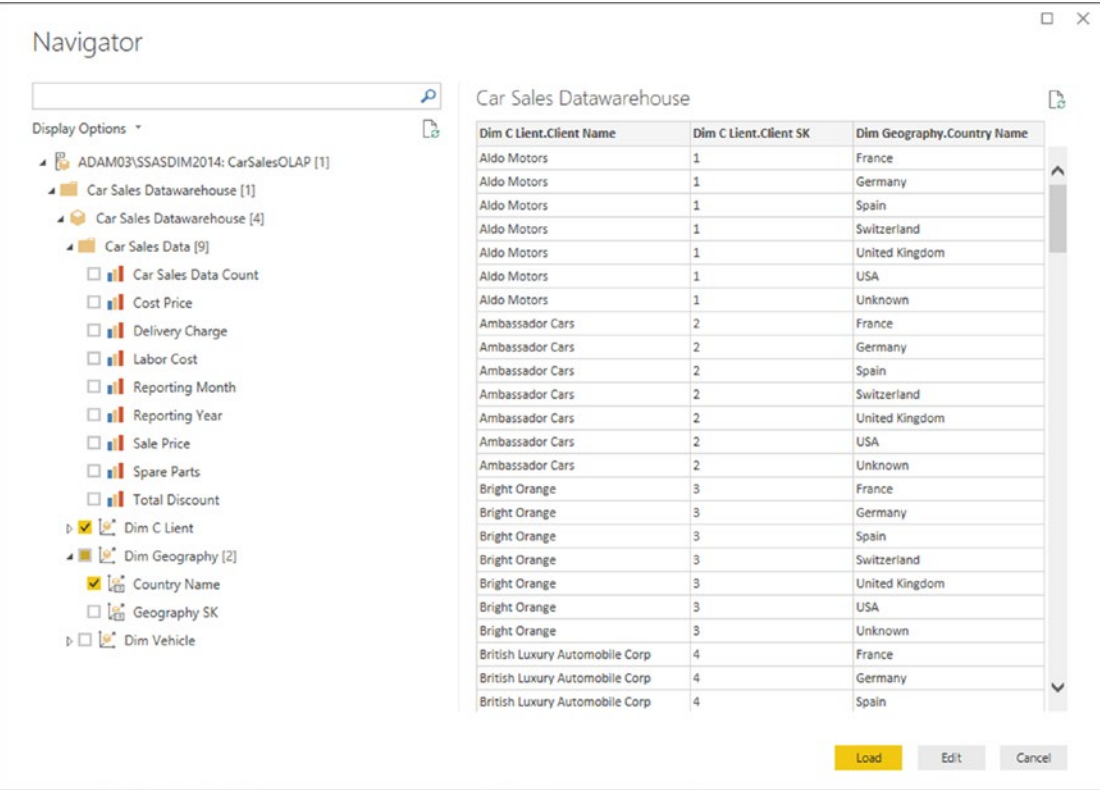 Navigator
Display Options
ADAM03\SSASDIM2014: CarSalesOLAP [1]
Car Sales Datawarehouse [1]
Car Sales Datawarehouse [4]
Car Sales Data [9]
Car Sales Data Count
Cost Price
Delivery Charge
Labor Cost
Reporting Month
Reporting Year
Sale Price
Spare Parts
Total Discount
Dim C Lient
Dim Geography [2]
Country Name
Geography SK
Dim Vehicle
Car Sales Datawarehouse
Dim C Lient.Client Name Dim C Lient.Client SK Dim Geography.Country Name
Aldo Motors 1 France
Aldo Motors 1 Germany
Aldo Motors 1 Spain
Aldo Motors 1 Switzerland
Aldo Motors 1 United Kingdom
Aldo Motors 1 USA
Aldo Motors 1 Unknown
Ambassador Cars 2 France
Ambassador Cars 2 Germany
Ambassador Cars 2 Spain
Ambassador Cars 2 Switzerland
Ambassador Cars 2 United Kingdom
Ambassador Cars 2 USA
Ambassador Cars 2 Unknown
Bright Orange 3 France
Bright Orange 3 Germany
Bright Orange 3 Spain
Bright Orange 3 Switzerland
Bright Orange 3 United Kingdom
Bright Orange 3 USA
Bright Orange 3 Unknown
British Luxury Automobile Corp 4 France
British Luxury Automobile Corp 4 Germany
British Luxury Automobile Corp 4 Spain
Load Edit Cancel